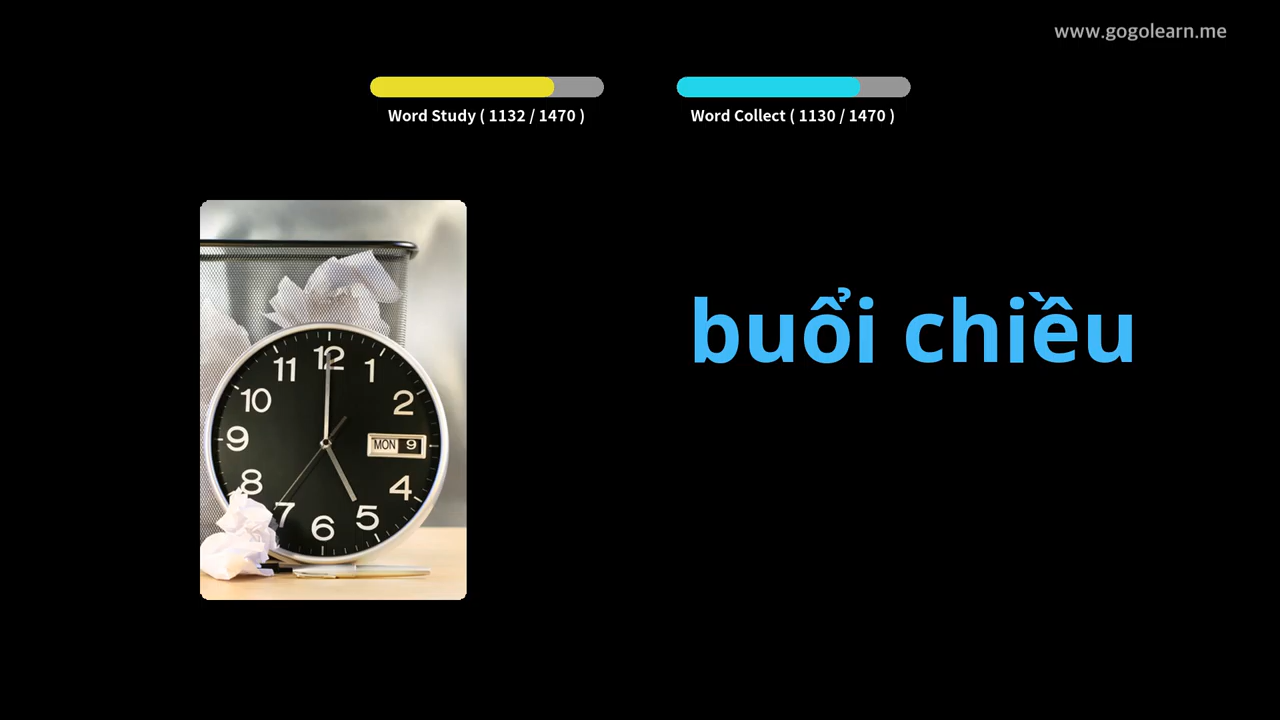 www.gogolearn.me
Word Study ( 1132 / 1470 )
Word Collect ( 1130 / 1470 )
buổi chiều
12
11 1
10 2
9 MON 9
8 4
7 5
6